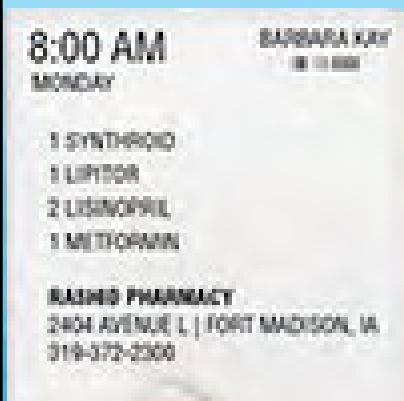 8:00 AM
BARBARA KAY
MONDAY
1 SYNTHROID
1 LIPITOR
2 LISINOPRIL
1 METFORMIN
RASHID PHARMACY
2404 AVENUE L | FORT MADISON, IA
319-372-2300